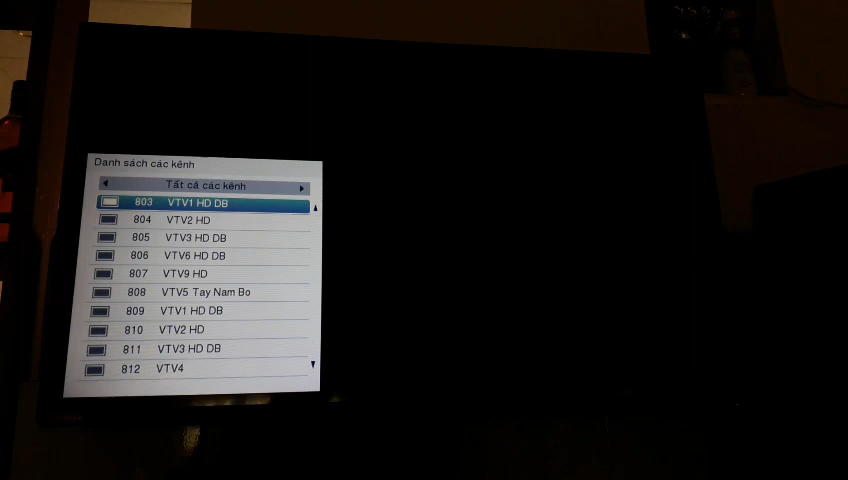 Danh sách các kênh
Tất cả các kênh
803 VTV1 HD DB
804 VTV2 HD
805 VTV3 HD DB
806 VTV6 HD DB
807 VTV9 HD
808 VTV5 Tay Nam Bo
809 VTV1 HD DB
810 VTV2 HD
811 VTV3 HD DB
812 VTV4